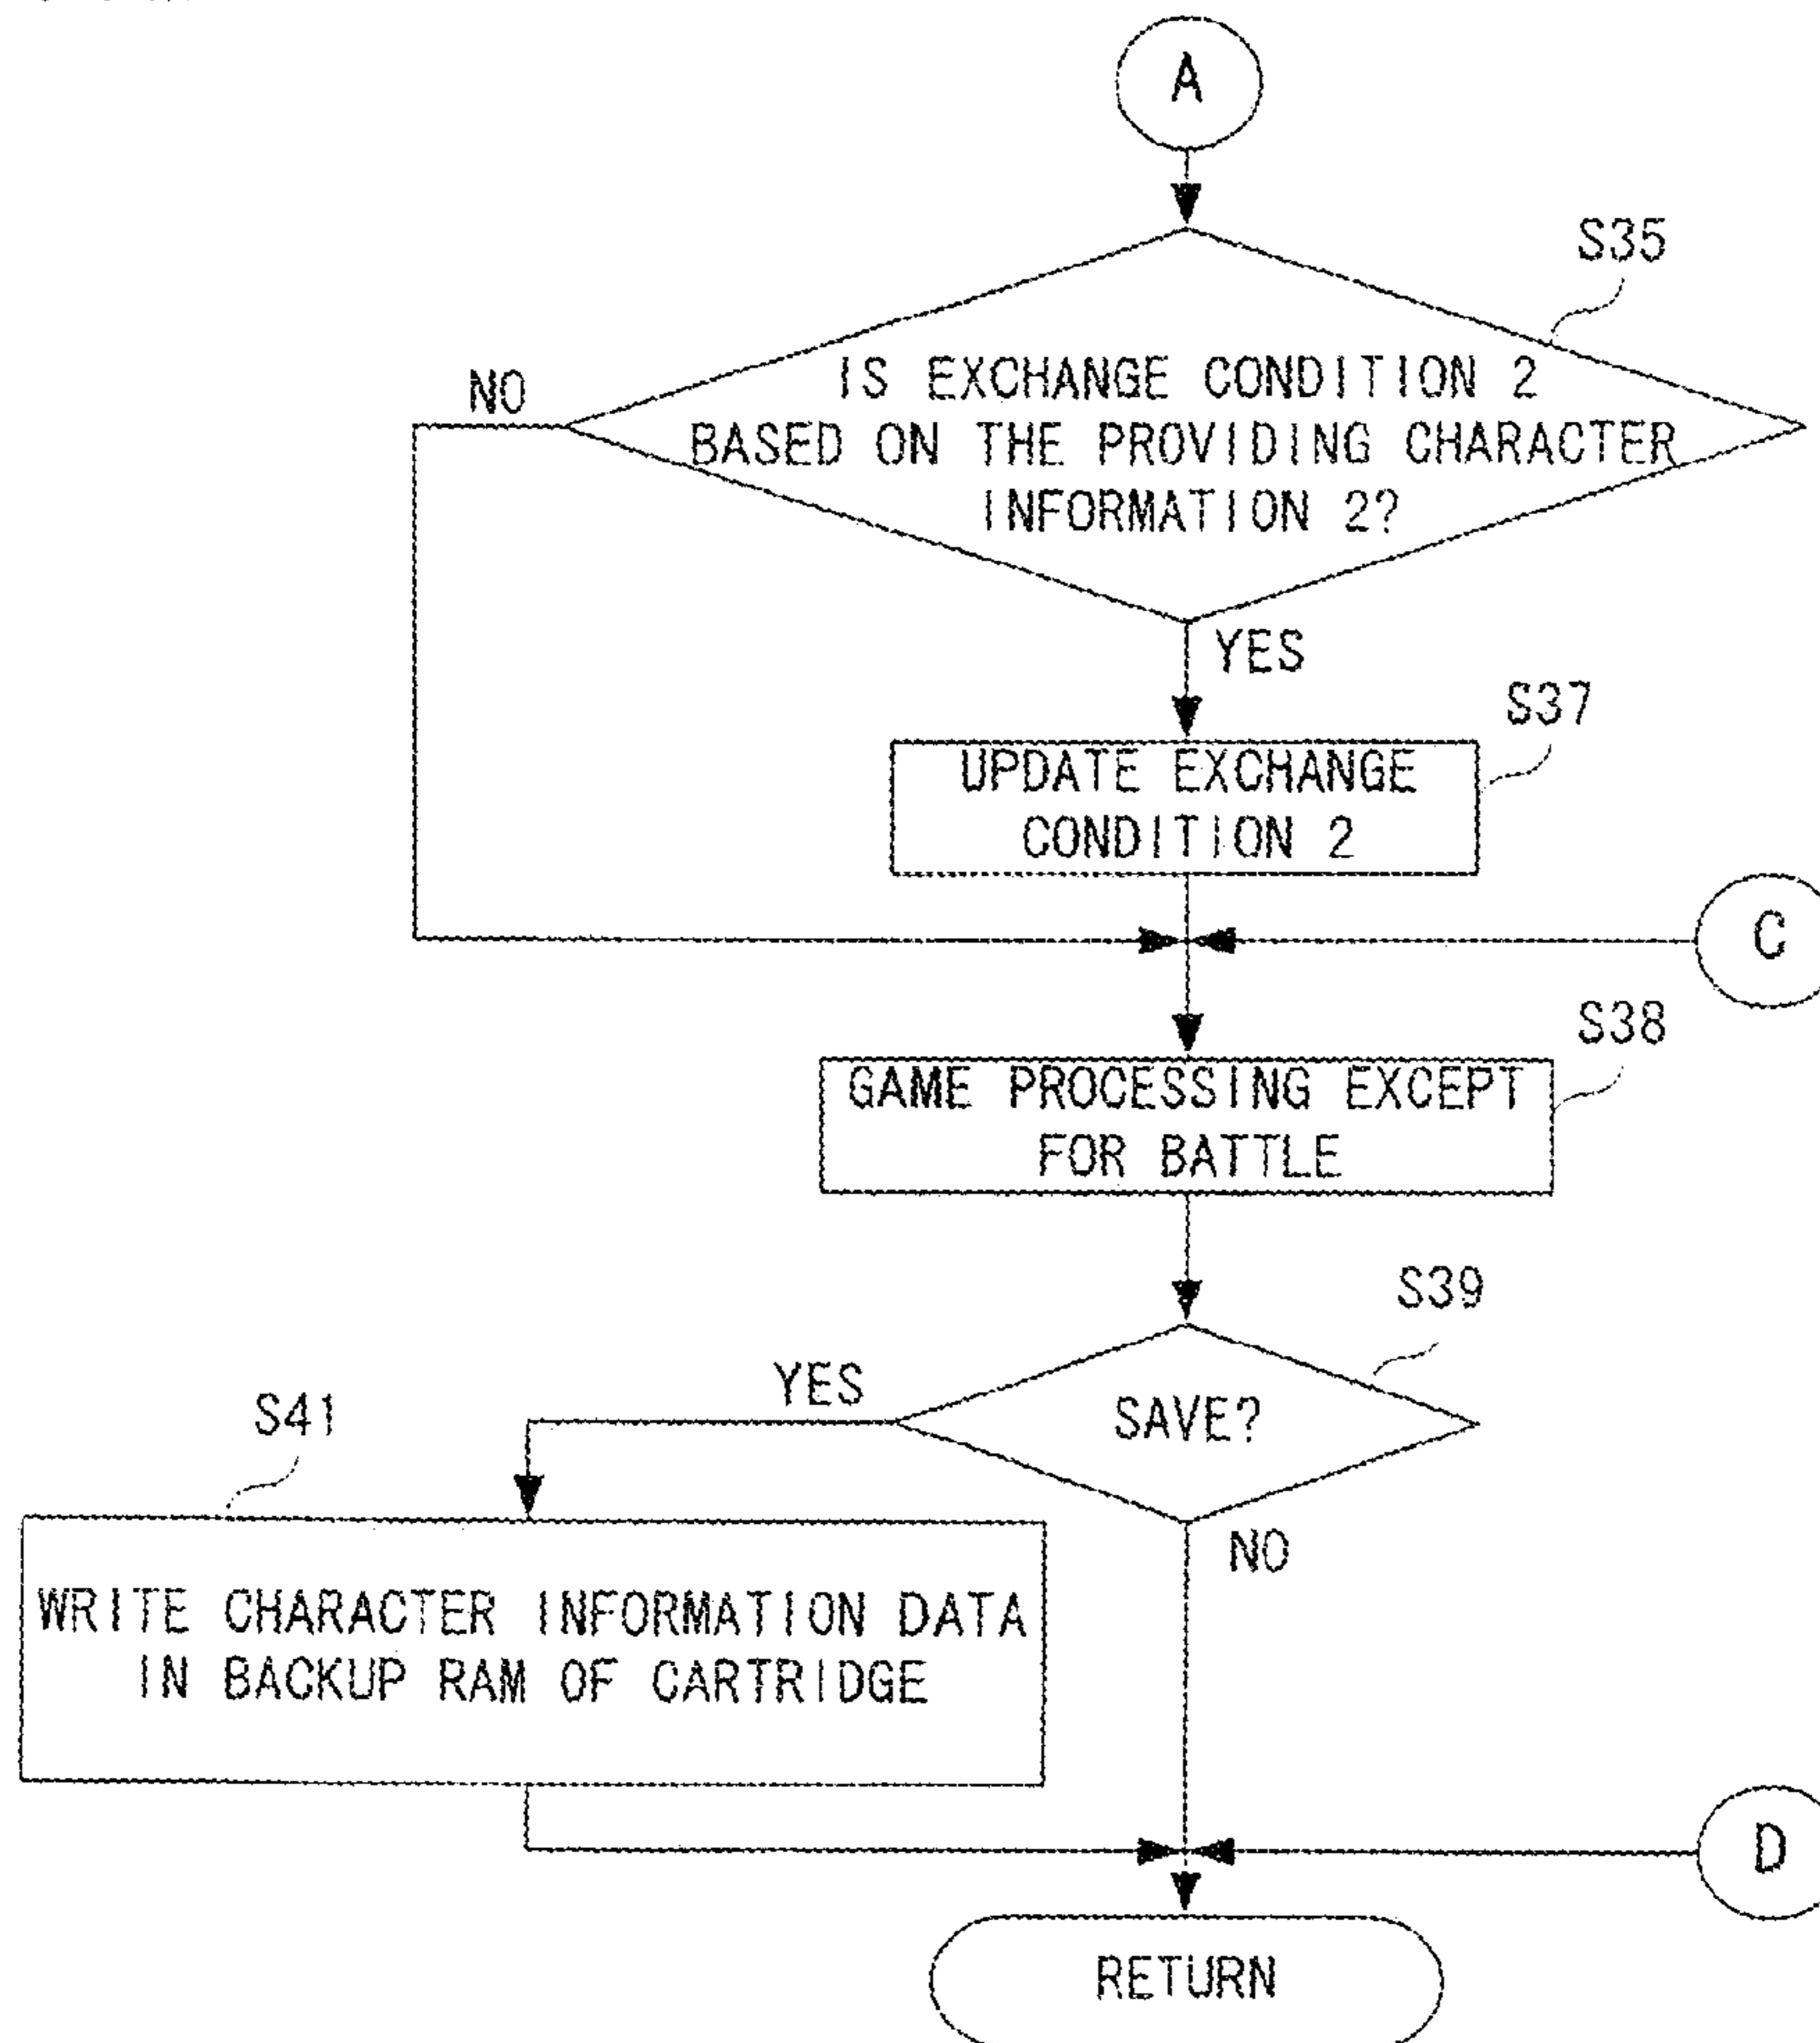 A
S35
NO
IS EXCHANGE CONDITION 2
BASED ON THE PROVIDING CHARACTER
INFORMATION 2?
YES
S37
UPDATE EXCHANGE
CONDITION 2
C
S38
GAME PROCESSING EXCEPT
FOR BATTLE
S39
YES
SAVE?
S41
NO
WRITE CHARACTER INFORMATION DATA
IN BACKUP RAM OF CARTRIDGE
D
RETURN